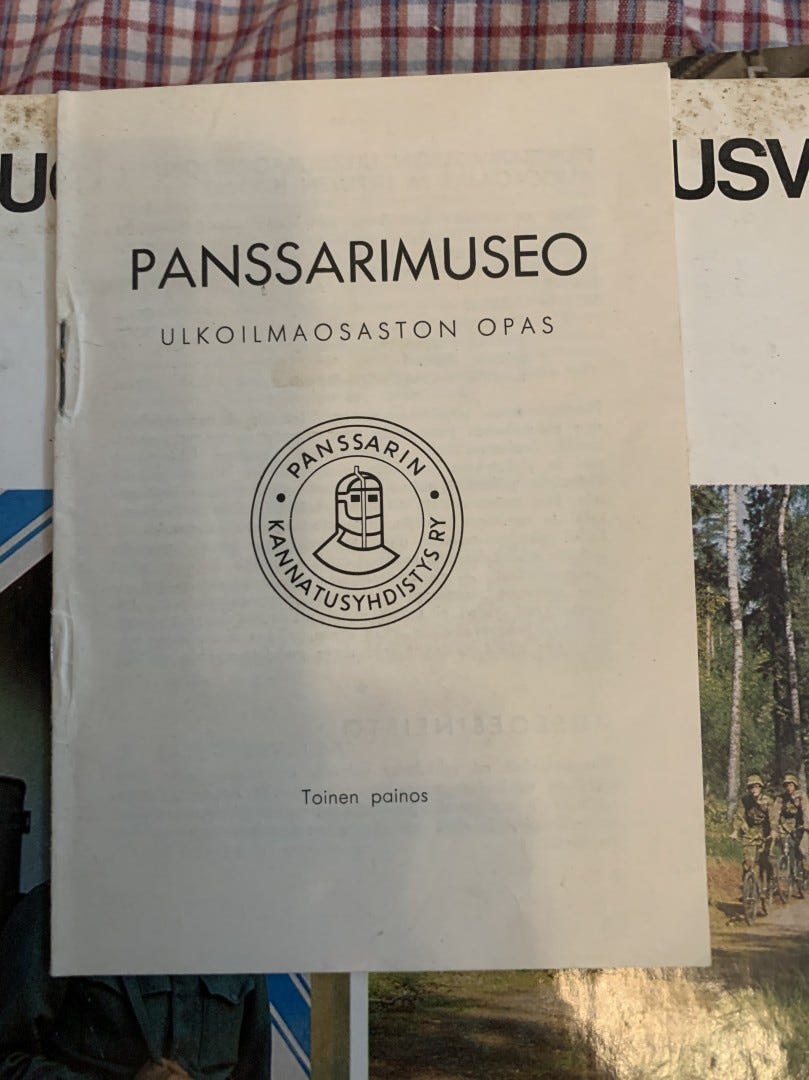 PANSSARIMUSEO
ULKOILMAOSASTON OPAS
PANSSARIN
KANNATUSYHDISTYS RY
Toinen painos
USV